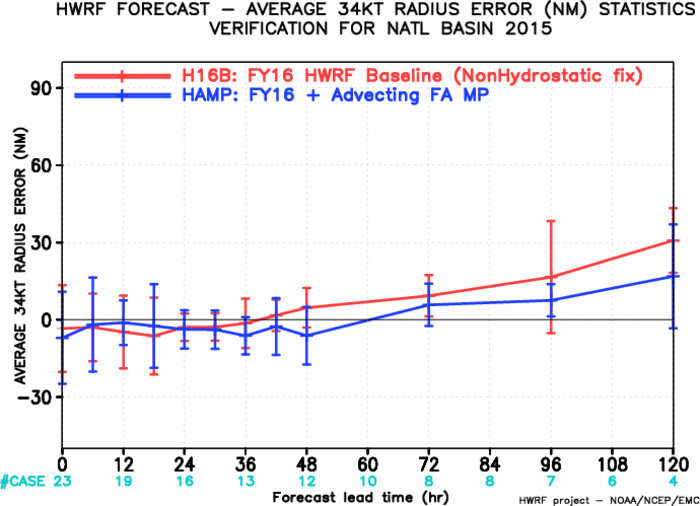 HWRF FORECAST – AVERAGE 34KT RADIUS ERROR (NM) STATISTICS
VERIFICATION FOR NATL BASIN 2015
H16B: FY16 HWRF Baseline (NonHydrostatic fix)
HAMP: FY16 + Advecting FA MP
AVERAGE 34KT RADIUS ERROR (NM)
90
60
30
0
−30
0 12 24 36 48 60 72 84 96 108 120
#CASE 23 19 16 13 12 10 8 8 7 6 4
Forecast lead time (hr)
HWRF project – NOAA/NCEP/EMC